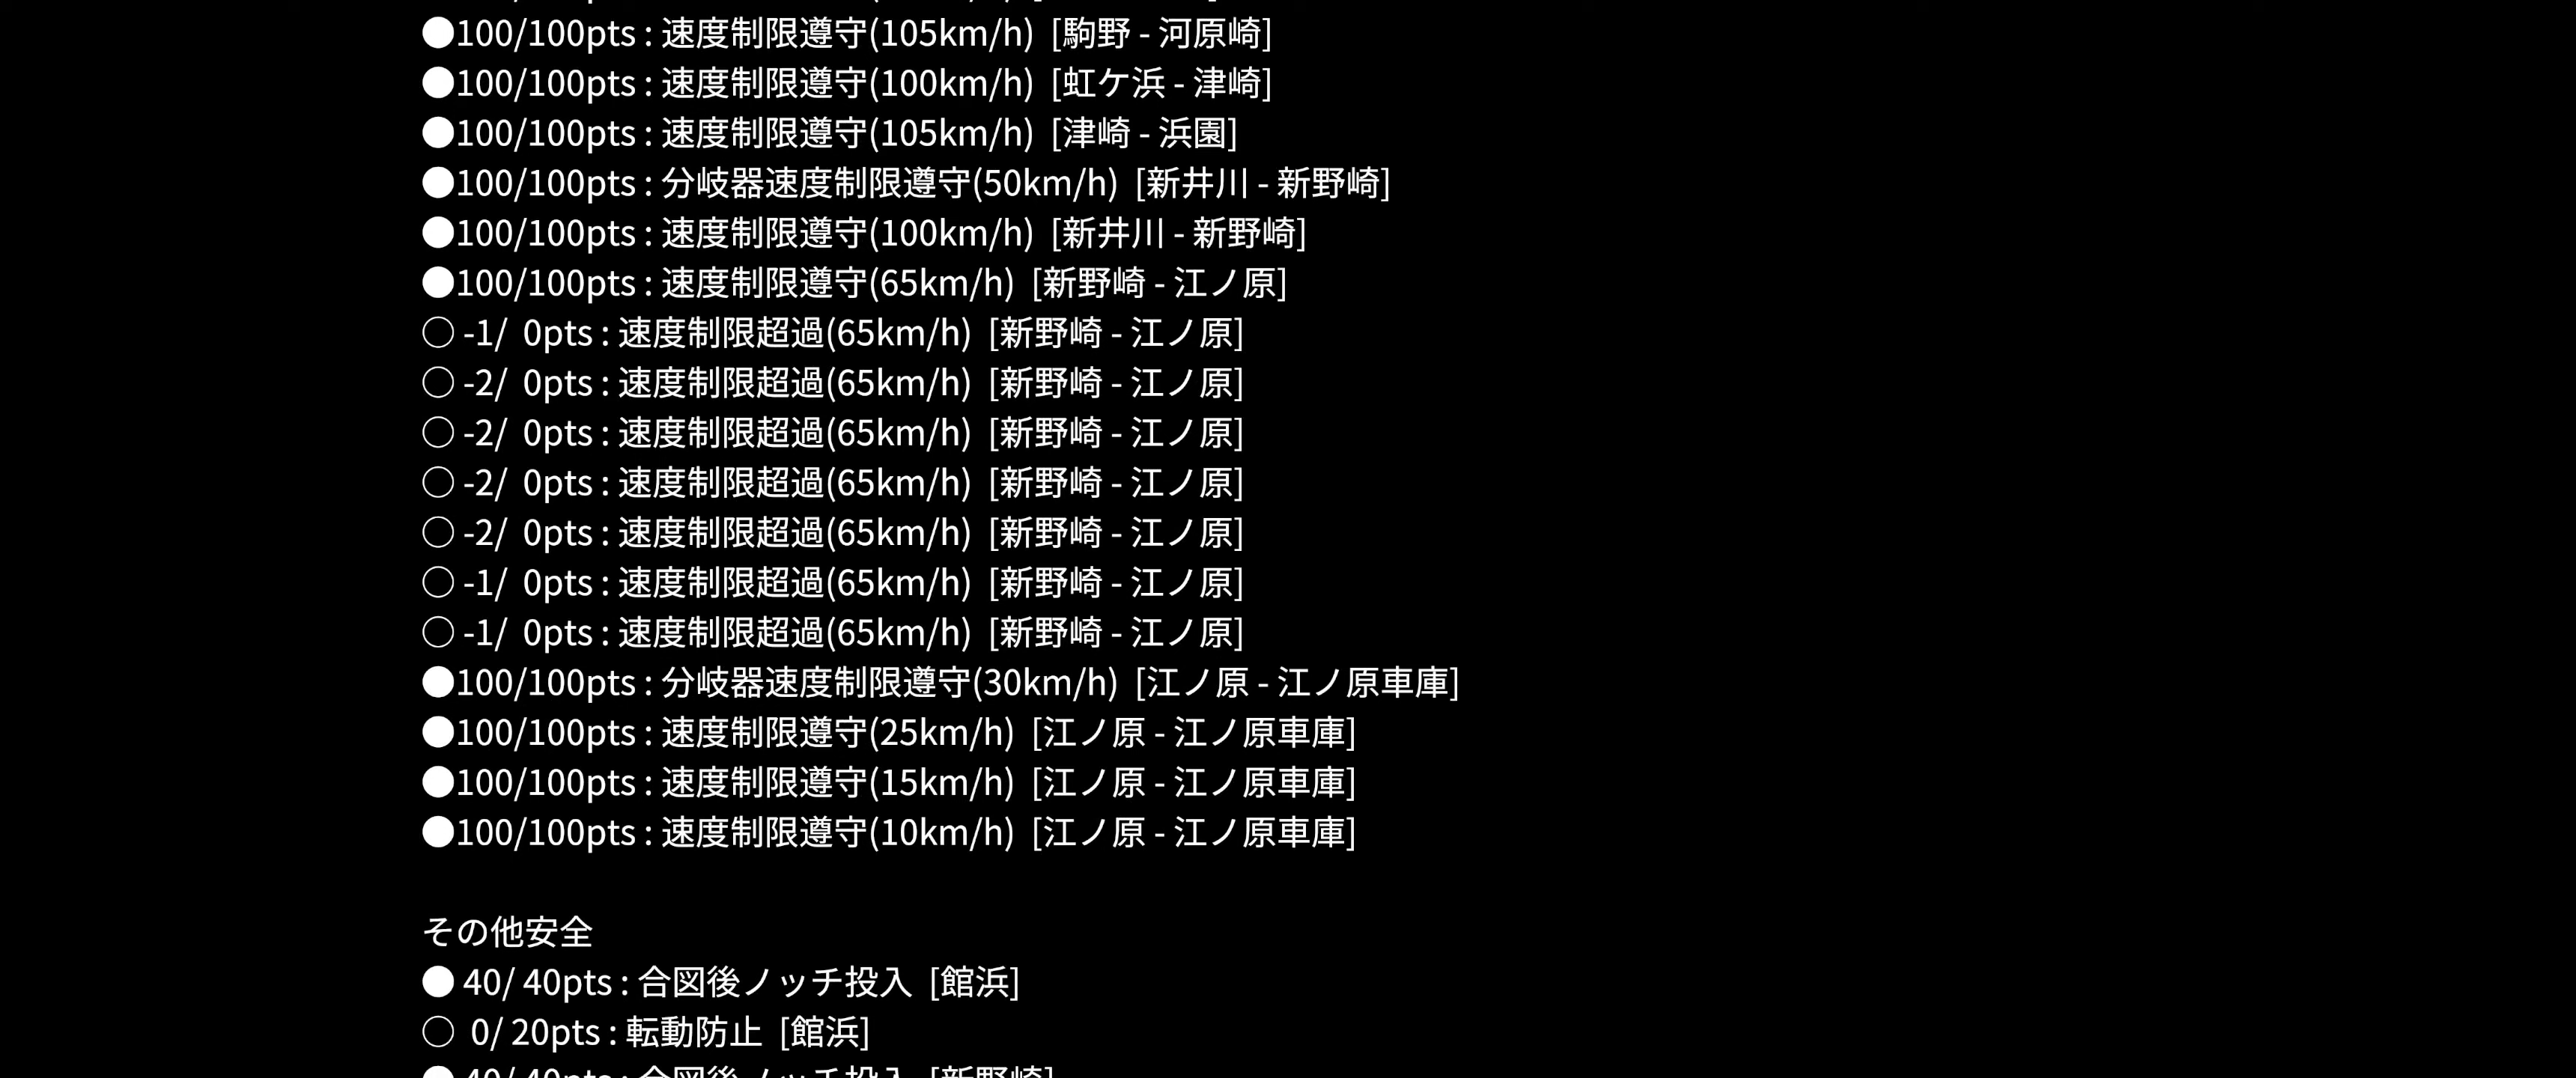 ●100/100pts : 速度制限遵守(105km/h) [駒野 - 河原崎]
●100/100pts : 速度制限遵守(100km/h) [虹ケ浜 - 津崎]
●100/100pts : 速度制限遵守(105km/h) [津崎 - 浜園]
●100/100pts : 分岐器速度制限遵守(50km/h) [新井川 - 新野崎]
●100/100pts : 速度制限遵守(100km/h) [新井川 - 新野崎]
●100/100pts : 速度制限遵守(65km/h) [新野崎 - 江ノ原]
○ -1/ 0pts : 速度制限超過(65km/h) [新野崎 - 江ノ原]
○ -2/ 0pts : 速度制限超過(65km/h) [新野崎 - 江ノ原]
○ -2/ 0pts : 速度制限超過(65km/h) [新野崎 - 江ノ原]
○ -2/ 0pts : 速度制限超過(65km/h) [新野崎 - 江ノ原]
○ -2/ 0pts : 速度制限超過(65km/h) [新野崎 - 江ノ原]
○ -1/ 0pts : 速度制限超過(65km/h) [新野崎 - 江ノ原]
○ -1/ 0pts : 速度制限超過(65km/h) [新野崎 - 江ノ原]
●100/100pts : 分岐器速度制限遵守(30km/h) [江ノ原 - 江ノ原車庫]
●100/100pts : 速度制限遵守(25km/h) [江ノ原 - 江ノ原車庫]
●100/100pts : 速度制限遵守(15km/h) [江ノ原 - 江ノ原車庫]
●100/100pts : 速度制限遵守(10km/h) [江ノ原 - 江ノ原車庫]
その他安全
● 40/ 40pts : 合図後ノッチ投入 [館浜]
○ 0/ 20pts : 転動防止 [館浜]
● 40/ 40pts : 合図後ノッチ投入 [新野崎]